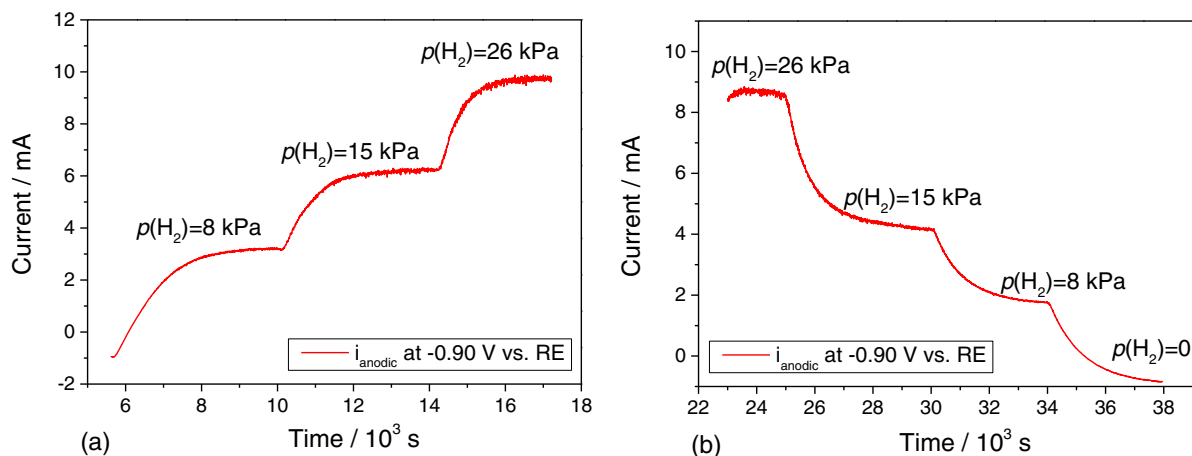 12
10
8
6
4
2
0
-2
Current / mA
p(H₂)=26 kPa
p(H₂)=15 kPa
p(H₂)=8 kPa
i_anodic at -0.90 V vs. RE
6 8 10 12 14 16 18
Time / 10³ s
(a)
10
8
6
4
2
0
Current / mA
p(H₂)=26 kPa
p(H₂)=15 kPa
p(H₂)=8 kPa
p(H₂)=0
i_anodic at -0.90 V vs. RE
22 24 26 28 30 32 34 36 38
Time / 10³ s
(b)